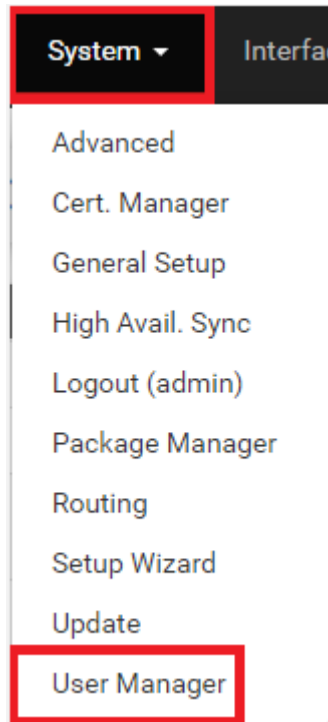 System Interfac
Advanced
Cert. Manager
General Setup
High Avail. Sync
Logout (admin)
Package Manager
Routing
Setup Wizard
Update
User Manager